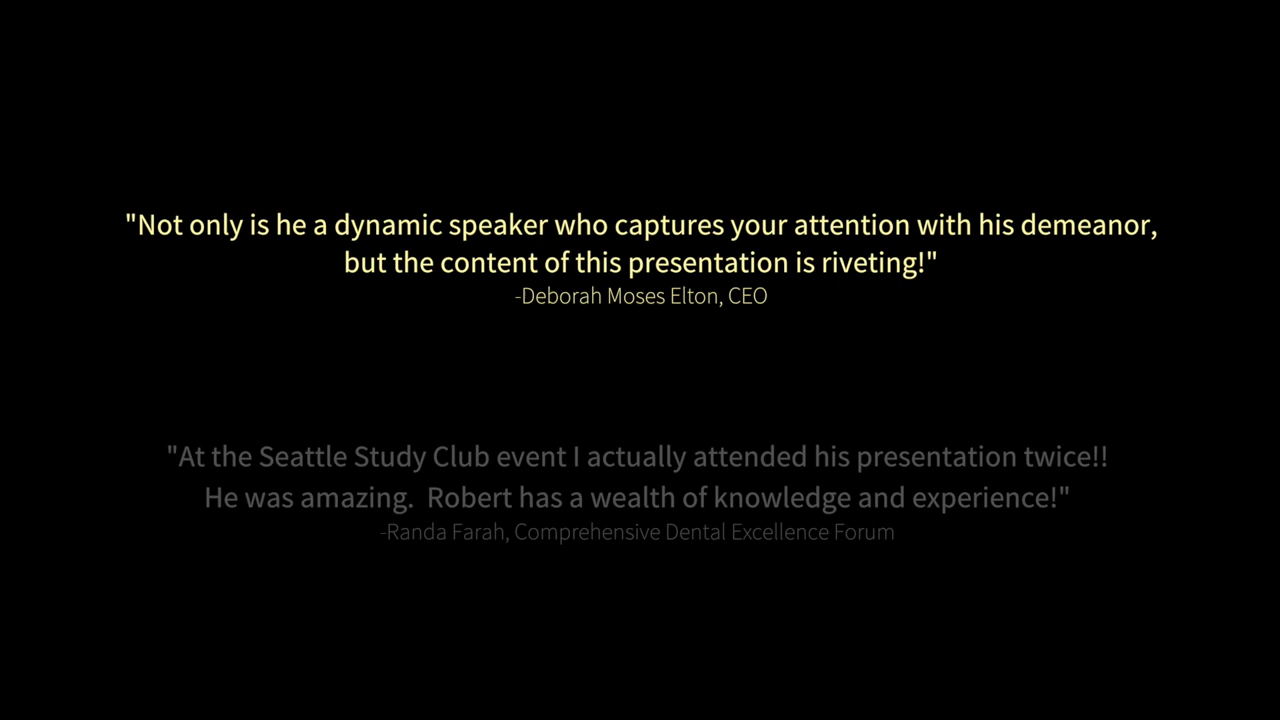 "Not only is he a dynamic speaker who captures your attention with his demeanor,
but the content of this presentation is riveting!"
-Deborah Moses Elton, CEO
"At the Seattle Study Club event I actually attended his presentation twice!!
He was amazing.  Robert has a wealth of knowledge and experience!"
-Randa Farah, Comprehensive Dental Excellence Forum